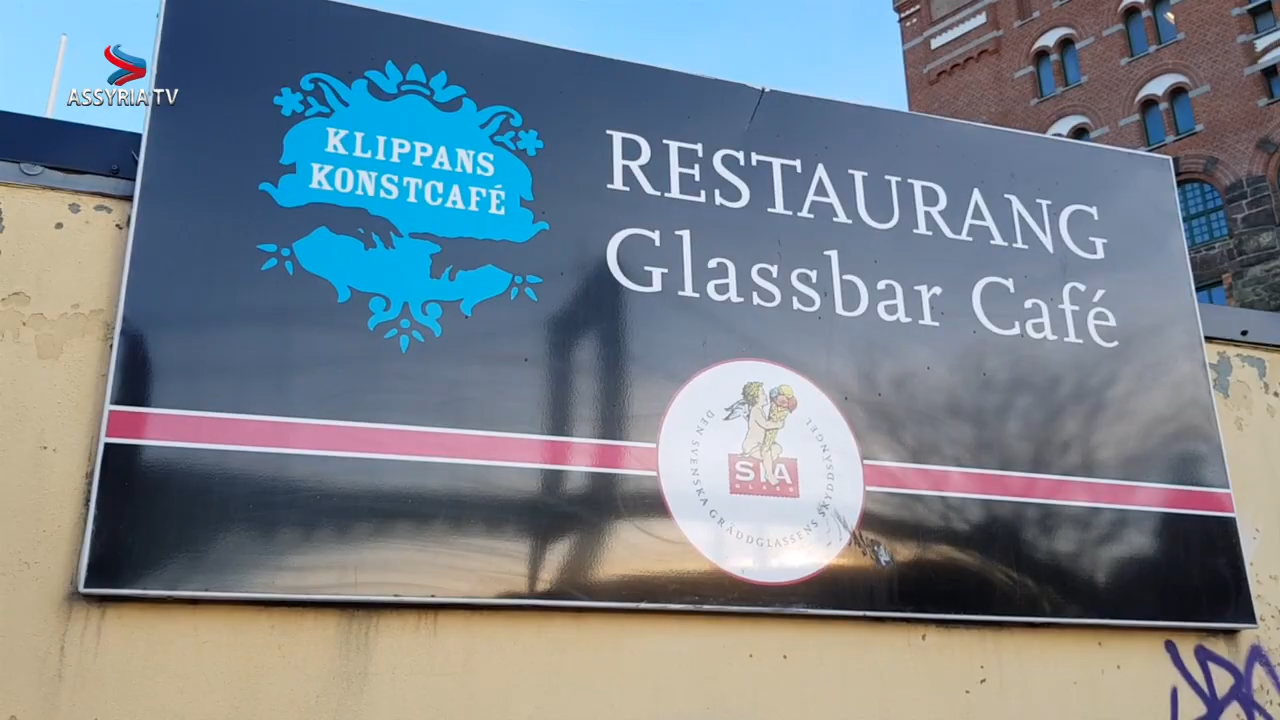 ASSYRIA TV
KLIPPANS
KONSTCAFÉ
RESTAURANG
Glassbar Café
SIA
GLASS
DEN SVENSKA GRÄDDGLASSENS SKYDDSÄNGEL